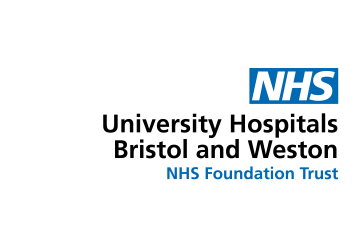 NHS
University Hospitals
Bristol and Weston
NHS Foundation Trust